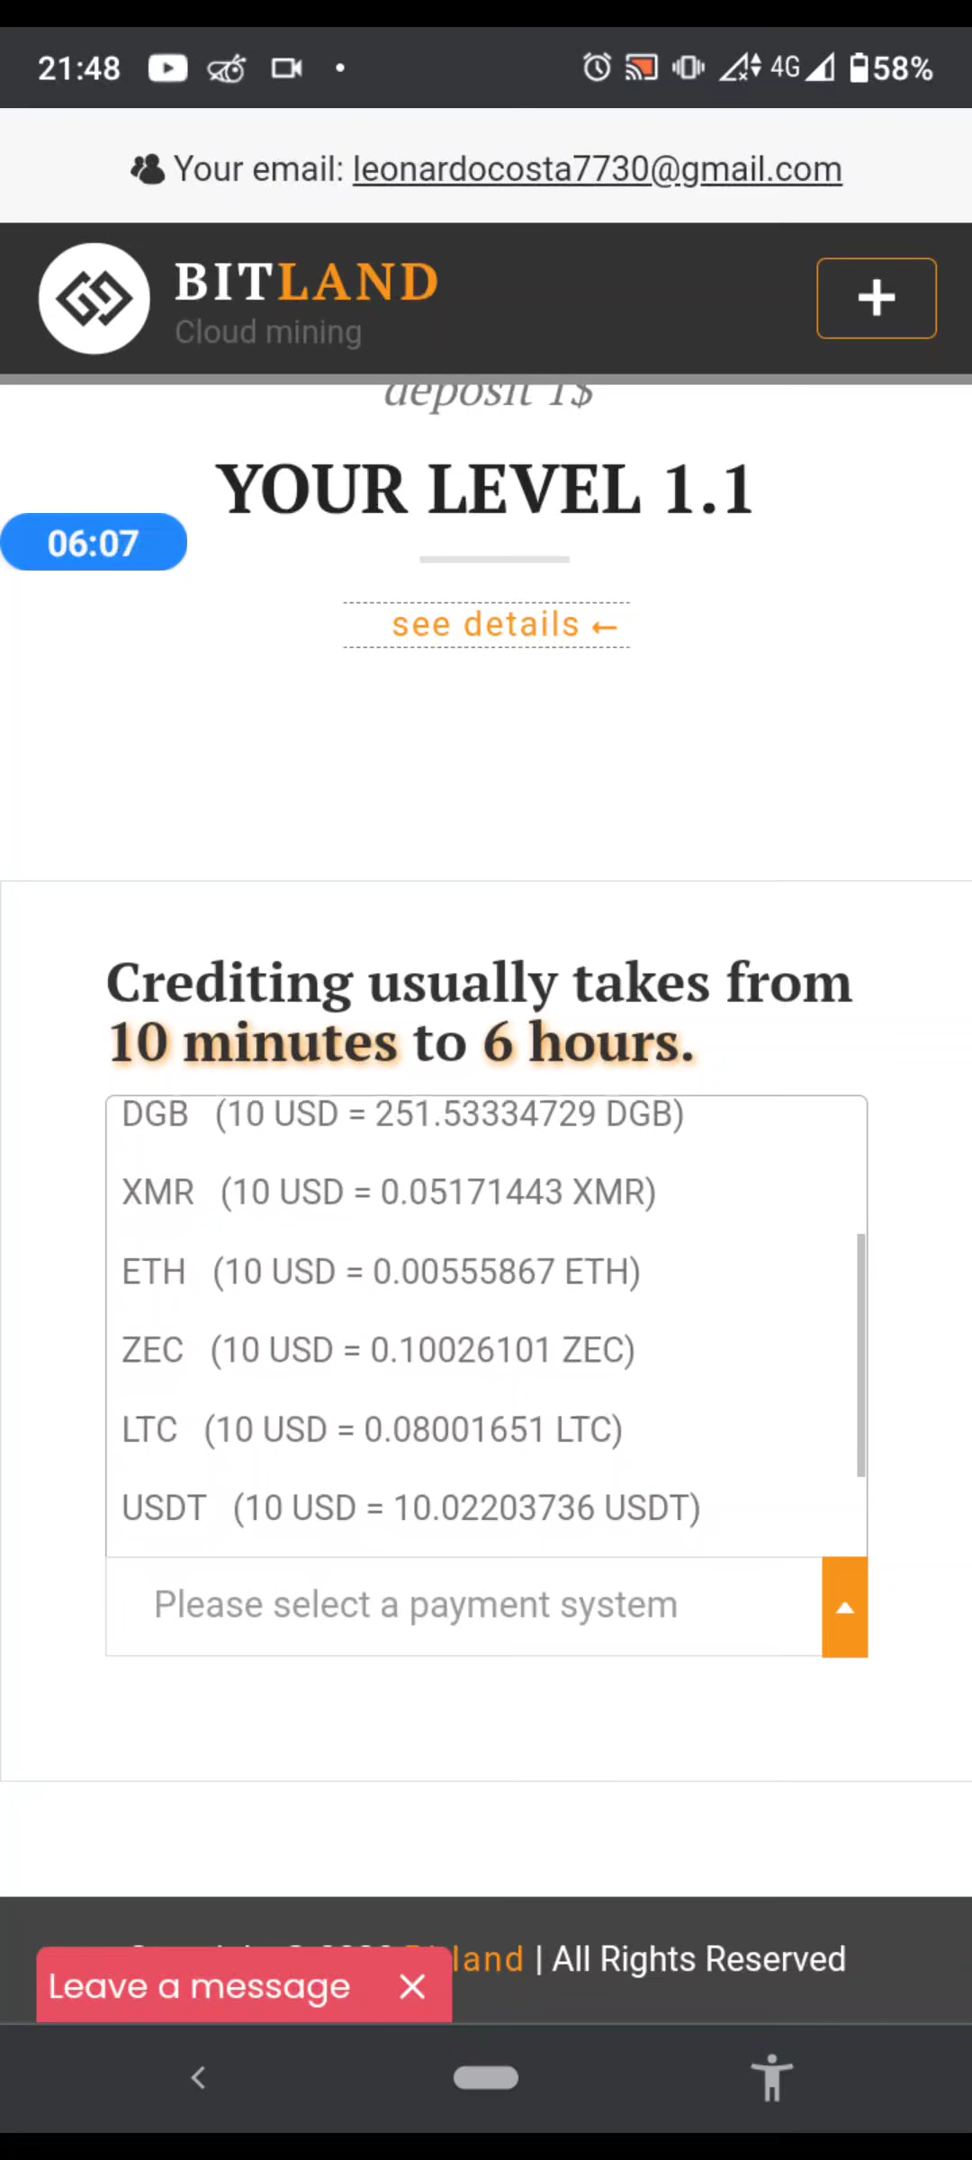 21:48 4G 58%
Your email: leonardocosta7730@gmail.com
BITLAND
Cloud mining
deposit 1$
YOUR LEVEL 1.1
06:07
see details ←
Crediting usually takes from
10 minutes to 6 hours.
DGB (10 USD = 251.53334729 DGB)
XMR (10 USD = 0.05171443 XMR)
ETH (10 USD = 0.00555867 ETH)
ZEC (10 USD = 0.10026101 ZEC)
LTC (10 USD = 0.08001651 LTC)
USDT (10 USD = 10.02203736 USDT)
Please select a payment system
land | All Rights Reserved
Leave a message ×